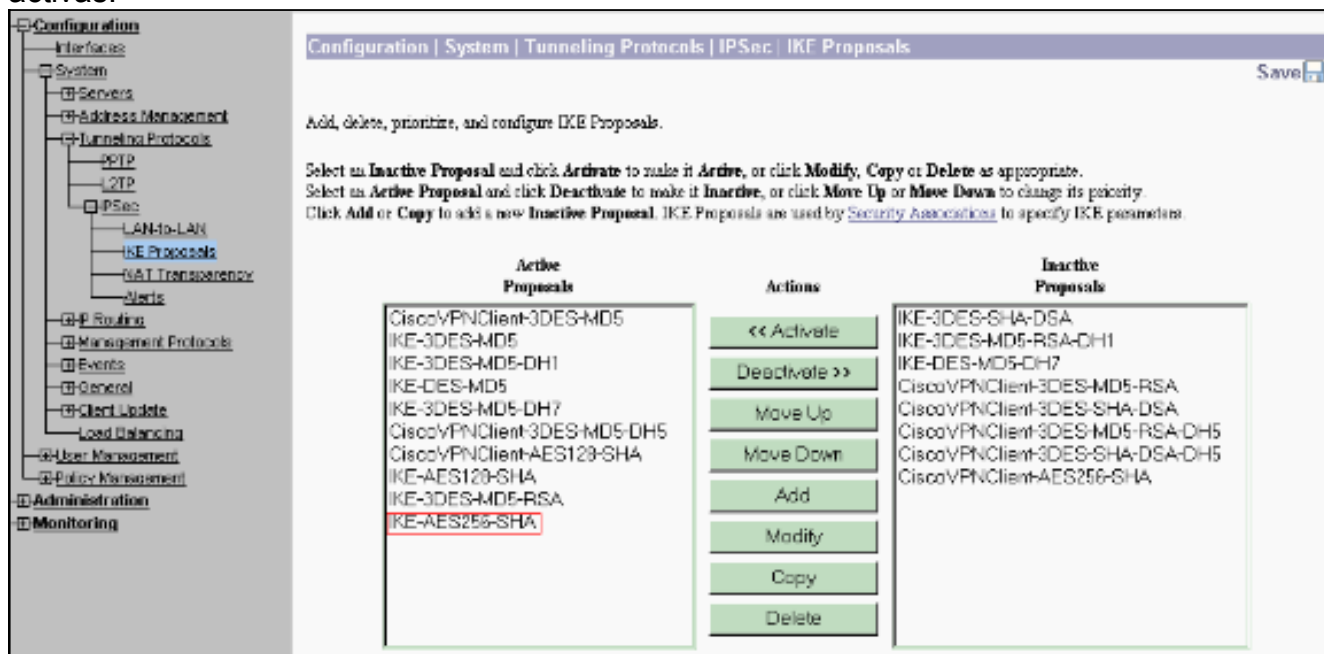 activas.
Configuration
Interfaces
System
Servers
Address Management
Tunneling Protocols
PPTP
L2TP
IPSec
LAN-to-LAN
IKE Proposals
NAT Transparency
Alerts
IP Routing
Management Protocols
Events
General
Client Update
Load Balancing
User Management
Policy Management
Administration
Monitoring
Configuration | System | Tunneling Protocols | IPSec | IKE Proposals
Save
Add, delete, prioritize, and configure IKE Proposals.
Select an Inactive Proposal and click Activate to make it Active, or click Modify, Copy or Delete as appropriate.
Select an Active Proposal and click Deactivate to make it Inactive, or click Move Up or Move Down to change its priority.
Click Add or Copy to add a new Inactive Proposal. IKE Proposals are used by Security Associations to specify IKE parameters.
Active
Proposals
CiscoVPNClient-3DES-MD5
IKE-3DES-MD5
IKE-3DES-MD5-DH1
IKE-DES-MD5
IKE-3DES-MD5-DH7
CiscoVPNClient-3DES-MD5-DH5
CiscoVPNClient-AES128-SHA
IKE-AES128-SHA
IKE-3DES-MD5-RSA
IKE-AES256-SHA
Actions
<< Activate
Deactivate >>
Move Up
Move Down
Add
Modify
Copy
Delete
Inactive
Proposals
IKE-3DES-SHA-DSA
IKE-3DES-MD5-RSA-DH1
IKE-DES-MD5-DH7
CiscoVPNClient-3DES-MD5-RSA
CiscoVPNClient-3DES-SHA-DSA
CiscoVPNClient-3DES-MD5-RSA-DH5
CiscoVPNClient-3DES-SHA-DSA-DH5
CiscoVPNClient-AES256-SHA